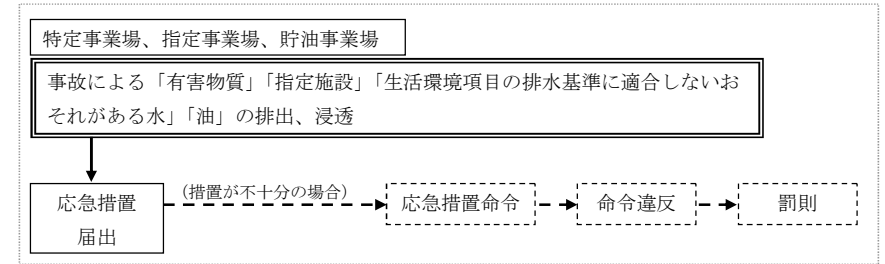 特定事業場、指定事業場、貯油事業場
事故による「有害物質」「指定施設」「生活環境項目の排水基準に適合しないお
それがある水」「油」の排出、浸透
応急措置
届出
(措置が不十分の場合)
応急措置命令
命令違反
罰則